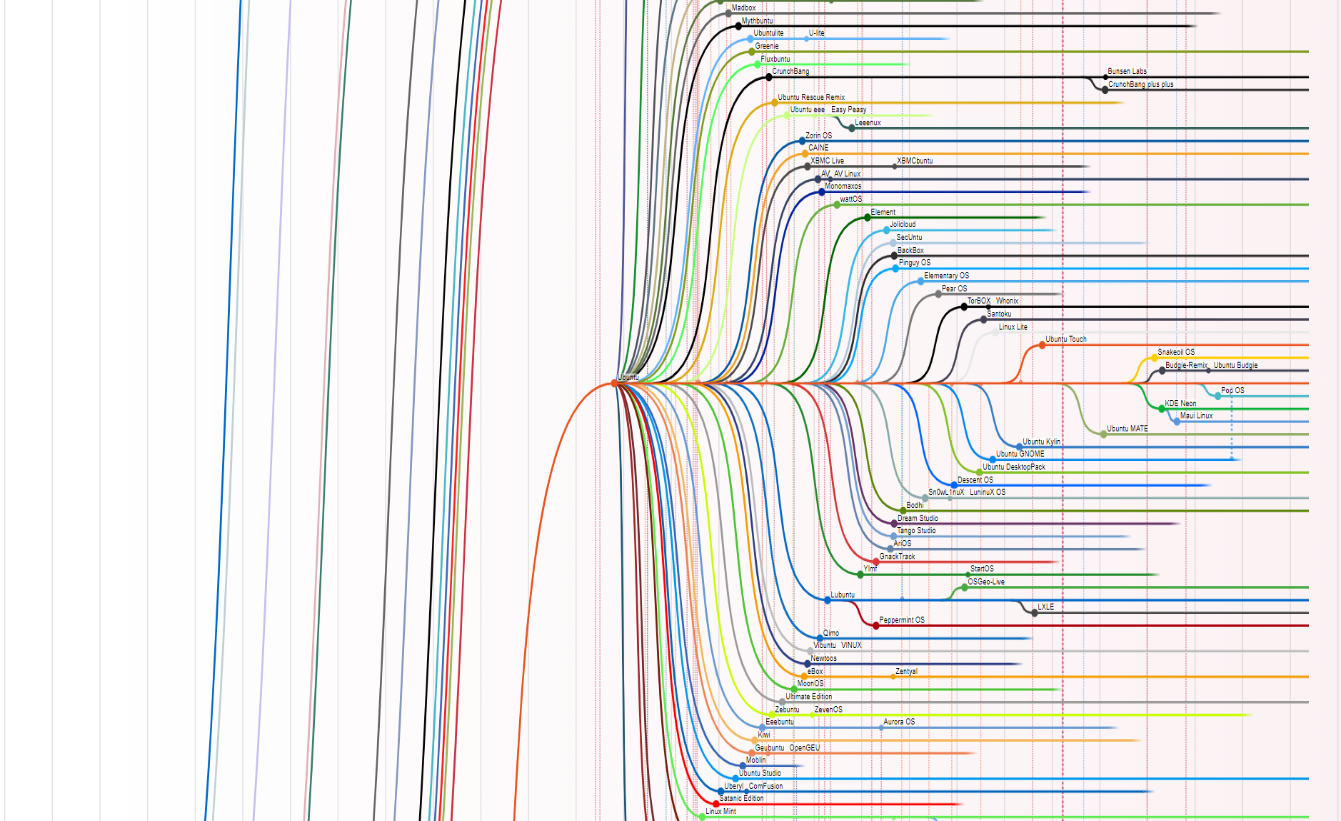 Madbox
Mythbuntu
Ubuntulite U-lite
Greenie
Fluxbuntu
CrunchBang Bunsen Labs
CrunchBang plus plus
Ubuntu Rescue Remix
Ubuntu eee Easy Peasy
Leeenux
Zorin OS
CAINE
XBMC Live XBMCbuntu
AV AV Linux
Monomaxos
wattOS
Element
Jolicloud
SecUntu
BackBox
Pinguy OS
Elementary OS
Pear OS
TorBOX Whonix
Santoku
Linux Lite
Ubuntu Touch
Snakeoil OS
Budgie-Remix Ubuntu Budgie
Ubuntu
Pop OS
KDE Neon
Maui Linux
Ubuntu MATE
Ubuntu Kylin
Ubuntu GNOME
Ubuntu DesktopPack
Descent OS
Sn0wL1nuX LuninuX OS
Bodhi
Dream Studio
Tango Studio
AriOS
GnackTrack
Ylmf StartOS
OSGeo-Live
Lubuntu
LXLE
Peppermint OS
Qimo
Vibuntu VINUX
Newtoos
eBox Zentyal
MoonOS
Ultimate Edition
Zebuntu ZevenOS
Eeebuntu Aurora OS
Kiwi
Geubuntu OpenGEU
Moblin
Ubuntu Studio
Uberyl ComFusion
Satanic Edition
Linux Mint